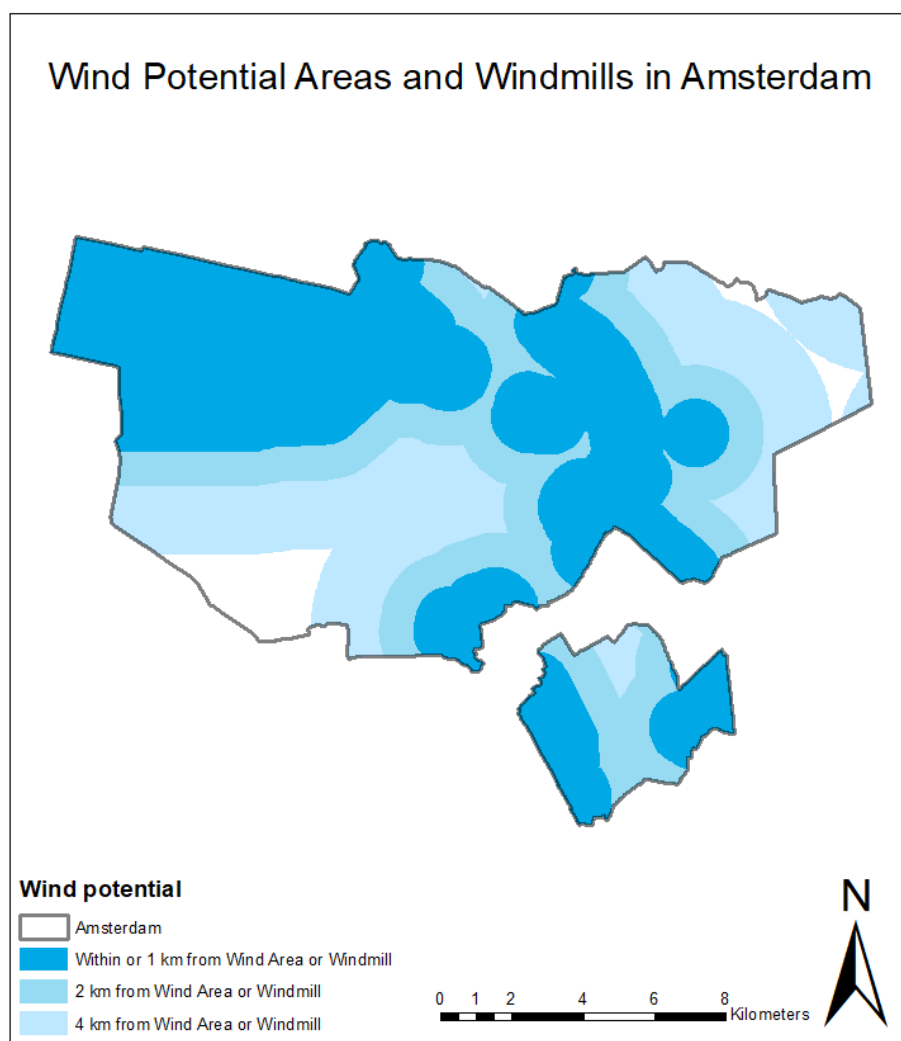 Wind Potential Areas and Windmills in Amsterdam
Wind potential
Amsterdam
Within or 1 km from Wind Area or Windmill
2 km from Wind Area or Windmill
4 km from Wind Area or Windmill
0 1 2 4 6 8
Kilometers
N